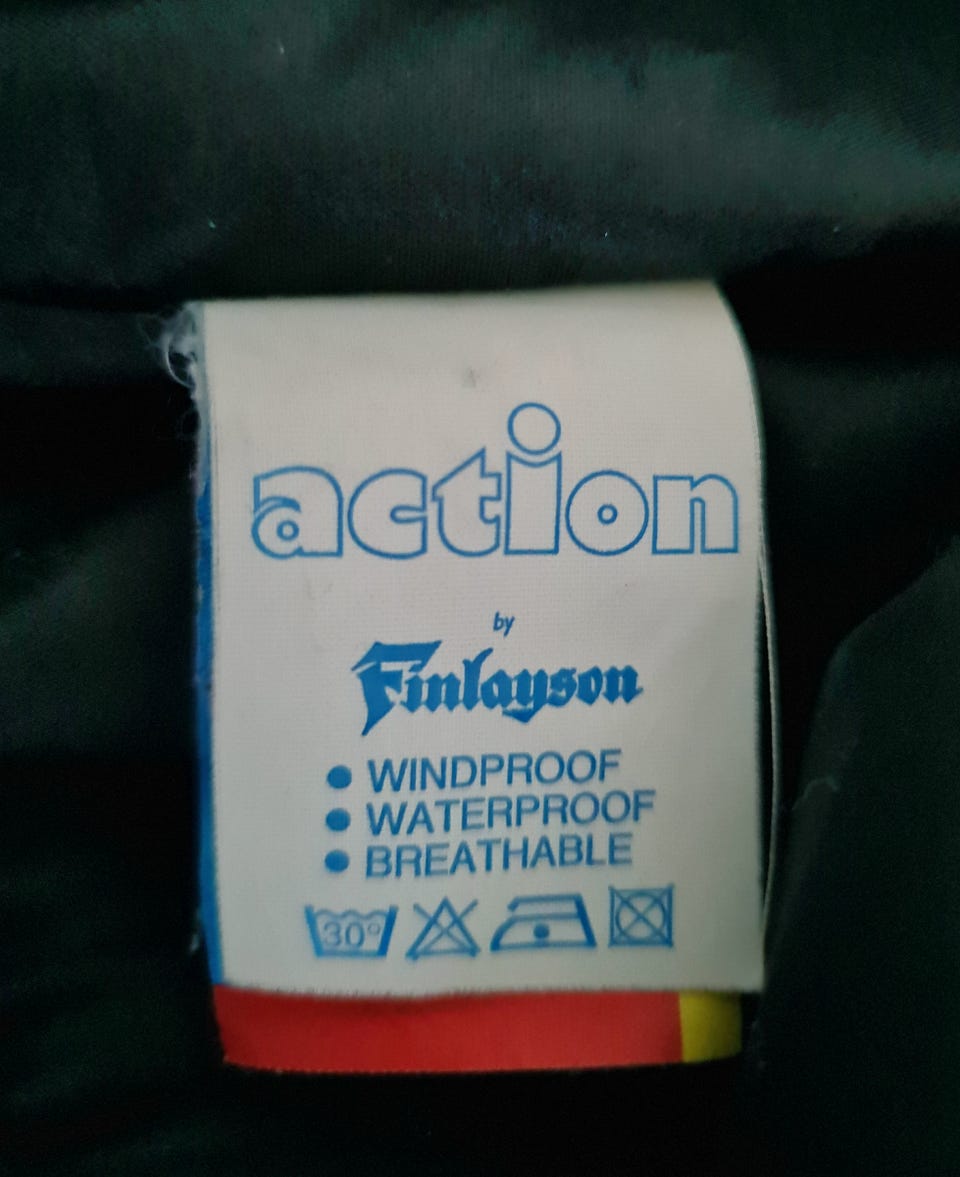 action
by
Finlayson
● WINDPROOF
● WATERPROOF
● BREATHABLE
30°